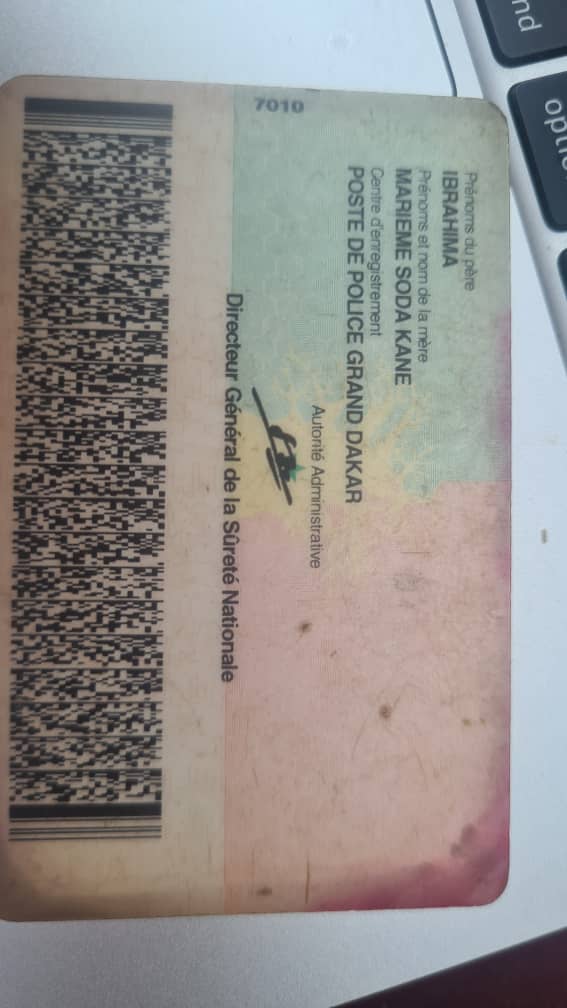 Prénoms du père
IBRAHIMA
Prénoms et nom de la mère
MARIEME SODA KANE
Centre d'enregistrement
POSTE DE POLICE GRAND DAKAR
Autorité Administrative
Directeur Général de la Sûreté Nationale
7010
nd
optio